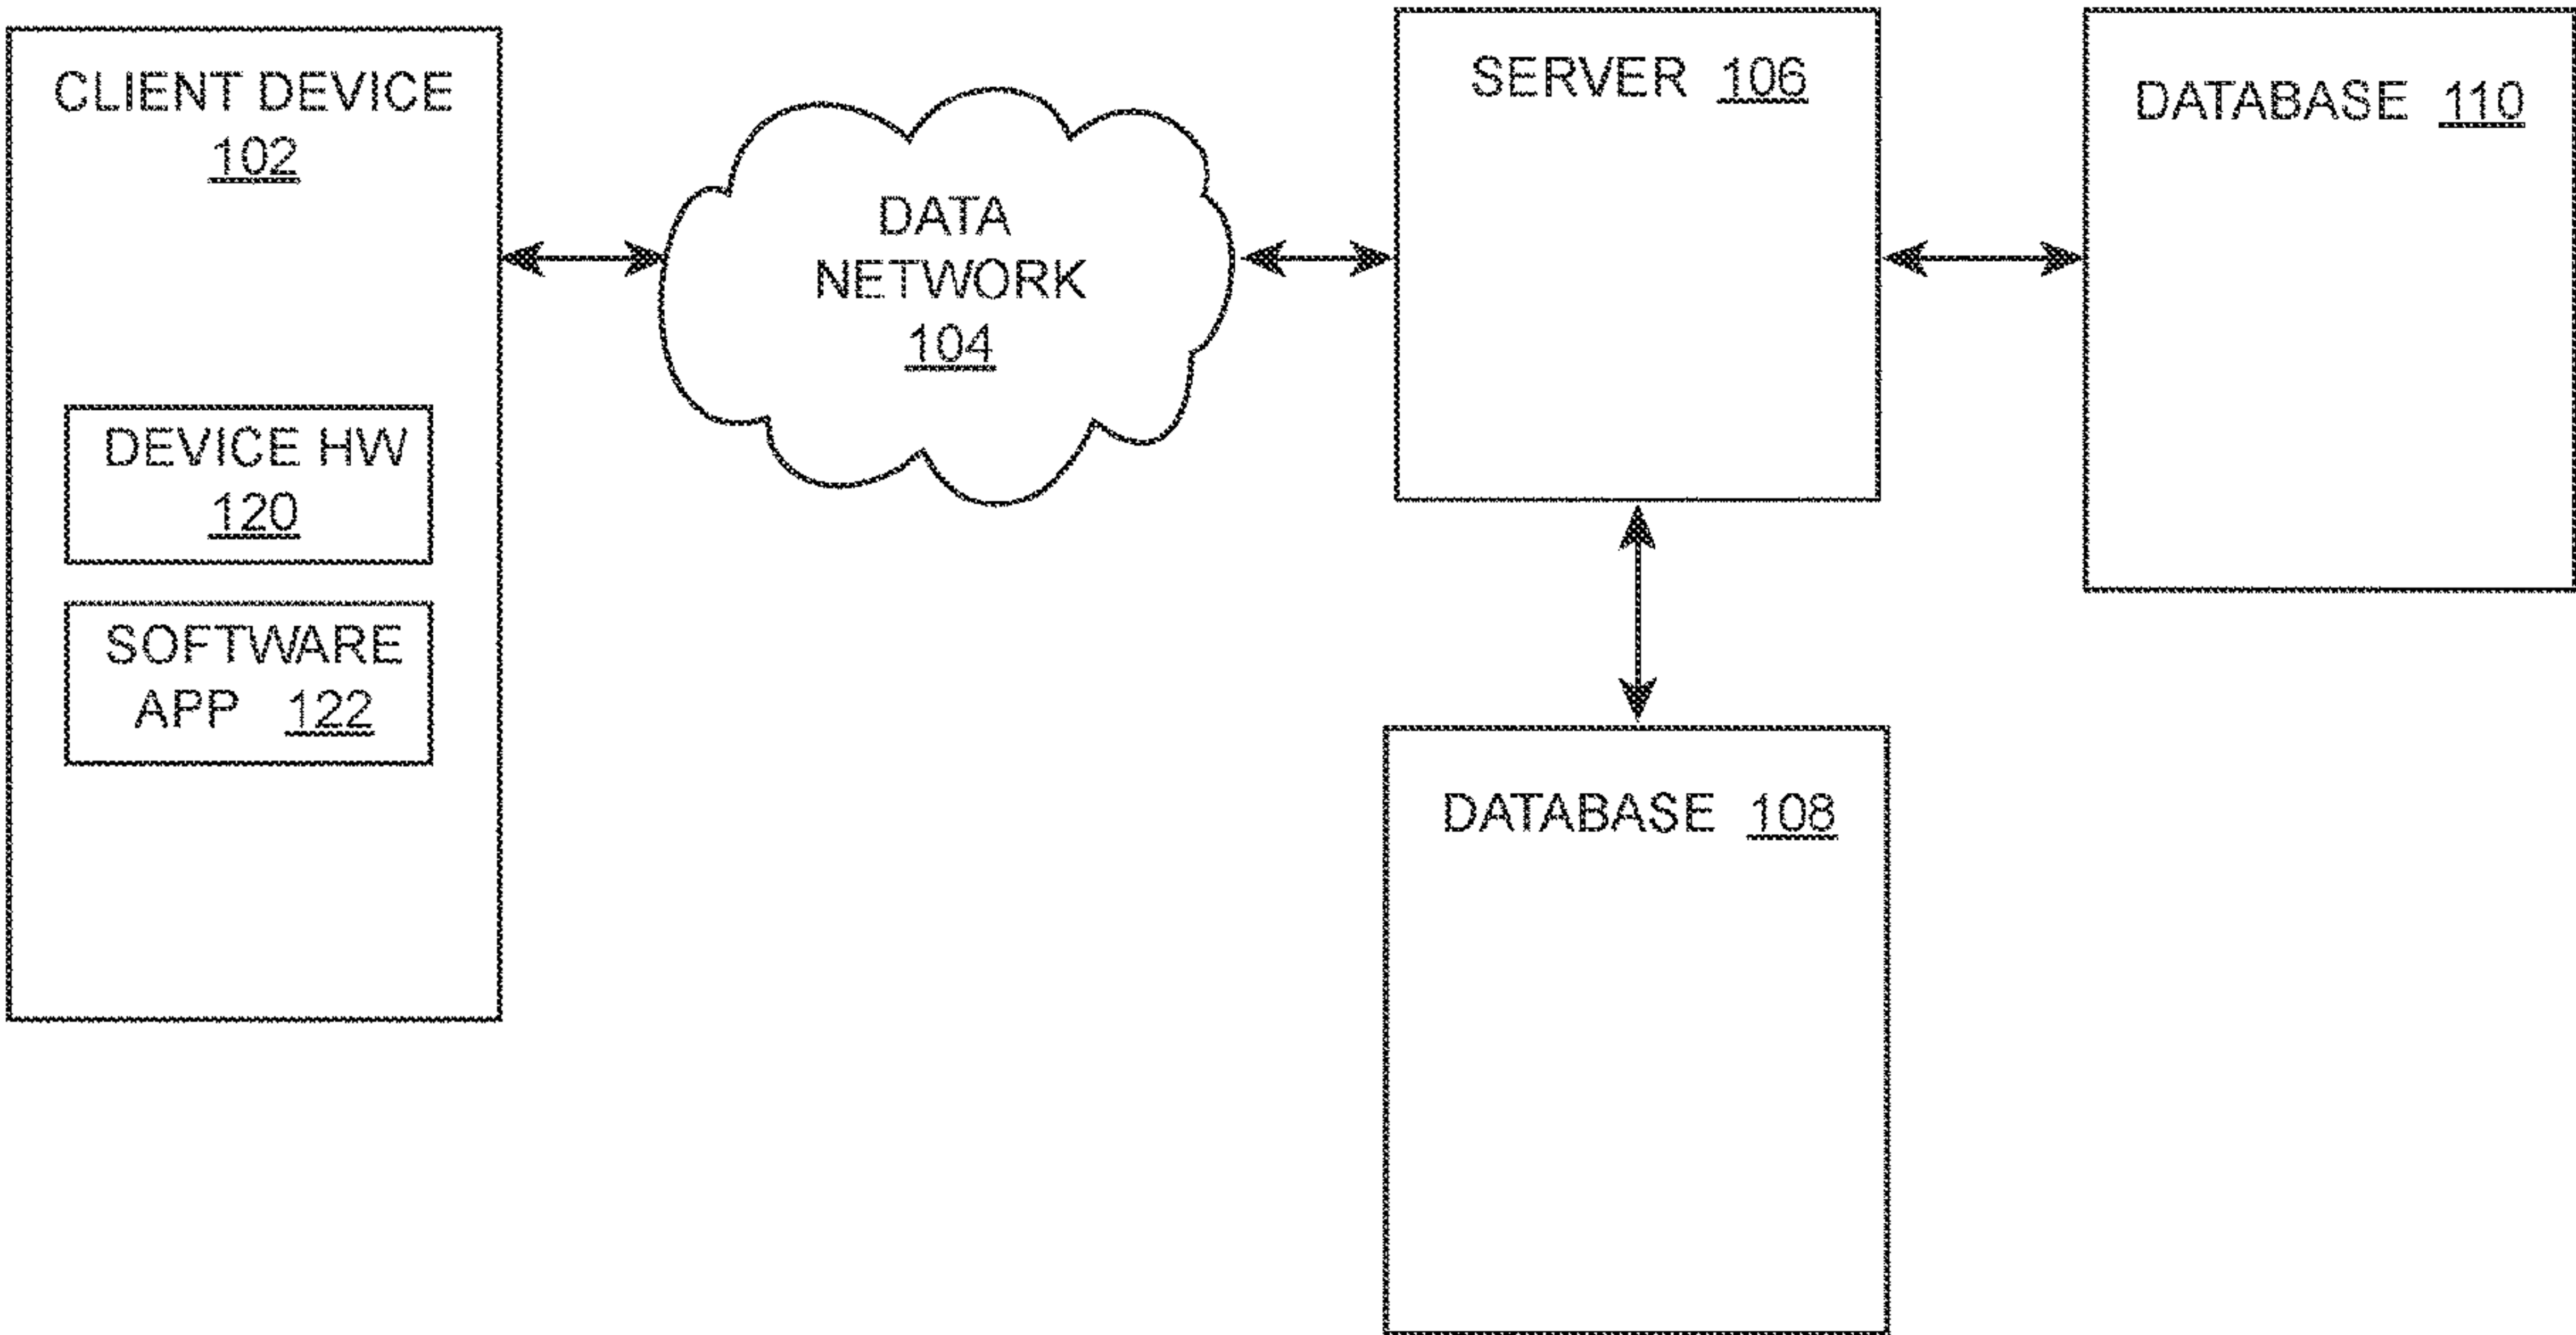 CLIENT DEVICE
102
DEVICE HW
120
SOFTWARE
APP 122
DATA
NETWORK
104
SERVER 106
DATABASE 110
DATABASE 108